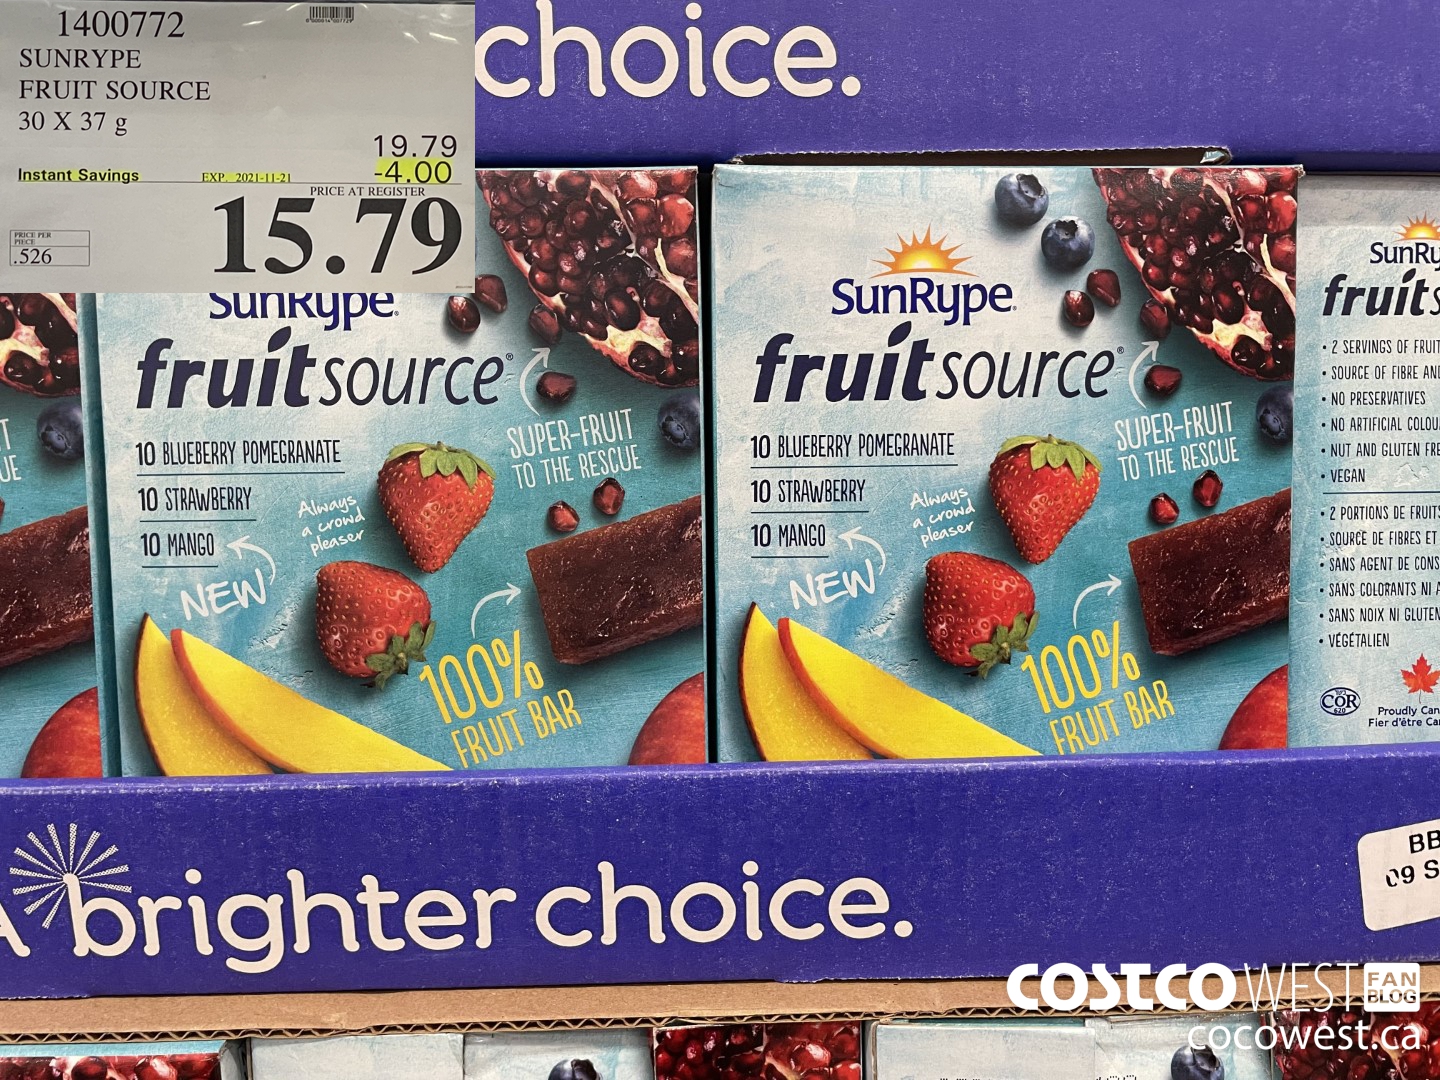 1400772
SUNRYPE
FRUIT SOURCE
30 X 37 g
19.79
Instant Savings EXP. 2021-11-21 -4.00
PRICE AT REGISTER
15.79
PRICE PER
PIECE
.526
choice.
SunRype®
fruitsource®
10 BLUEBERRY POMEGRANATE
10 STRAWBERRY
10 MANGO
NEW
Always
a crowd
pleaser
SUPER-FRUIT
TO THE RESCUE
100%
FRUIT BAR
SunRype®
fruitsource®
10 BLUEBERRY POMEGRANATE
10 STRAWBERRY
10 MANGO
NEW
Always
a crowd
pleaser
SUPER-FRUIT
TO THE RESCUE
100%
FRUIT BAR
SunRy
fruits
• 2 SERVINGS OF FRUIT
• SOURCE OF FIBRE AND
• NO PRESERVATIVES
• NO ARTIFICIAL COLOU
• NUT AND GLUTEN FRE
• VEGAN
• 2 PORTIONS DE FRUITS
• SOURCE DE FIBRES ET
• SANS AGENT DE CONS
• SANS COLORANTS NI A
• SANS NOIX NI GLUTEN
• VÉGÉTALIEN
COR
620
Proudly Can
Fier d'être Ca
A brighter choice.
BB
09 S
COSTCO WEST FAN
BLOG
cocowest.ca